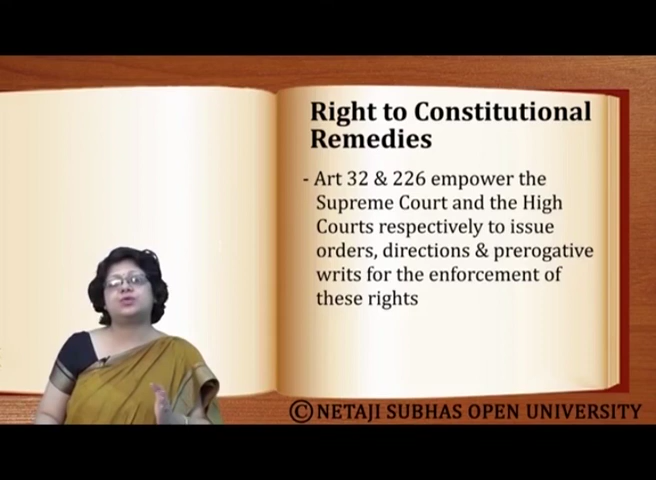 Right to Constitutional
Remedies
- Art 32 & 226 empower the
Supreme Court and the High
Courts respectively to issue
orders, directions & prerogative
writs for the enforcement of
these rights
© NETAJI SUBHAS OPEN UNIVERSITY